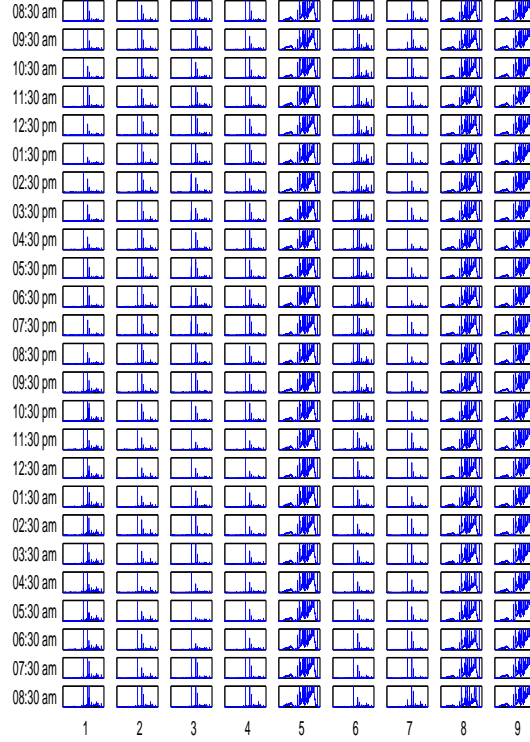 08:30 am
09:30 am
10:30 am
11:30 am
12:30 pm
01:30 pm
02:30 pm
03:30 pm
04:30 pm
05:30 pm
06:30 pm
07:30 pm
08:30 pm
09:30 pm
10:30 pm
11:30 pm
12:30 am
01:30 am
02:30 am
03:30 am
04:30 am
05:30 am
06:30 am
07:30 am
08:30 am
1 2 3 4 5 6 7 8 9